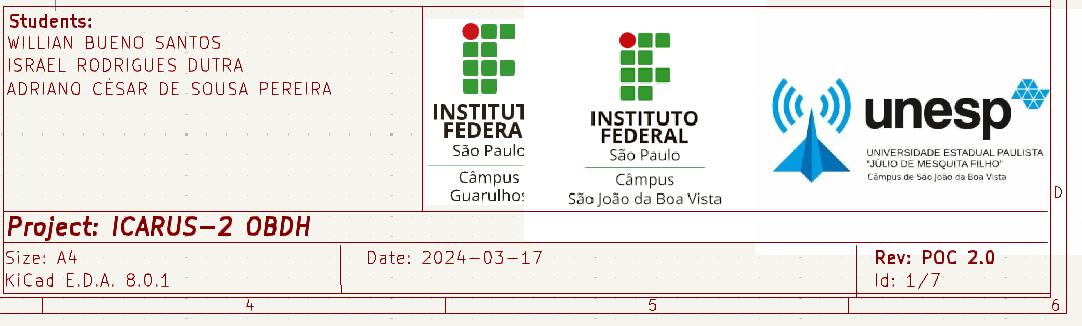 Students:
WILLIAN BUENO SANTOS
ISRAEL RODRIGUES DUTRA
ADRIANO CÉSAR DE SOUSA PEREIRA
INSTITUT
FEDERA
São Paulo
Câmpus
Guarulhos
INSTITUTO
FEDERAL
São Paulo
Câmpus
São João da Boa Vista
unesp
UNIVERSIDADE ESTADUAL PAULISTA
"JÚLIO DE MESQUITA FILHO"
Câmpus de São João da Boa Vista
D
Project: ICARUS-2 OBDH
Size: A4
Date: 2024-03-17
Rev: POC 2.0
KiCad E.D.A. 8.0.1
Id: 1/7
4
5
6